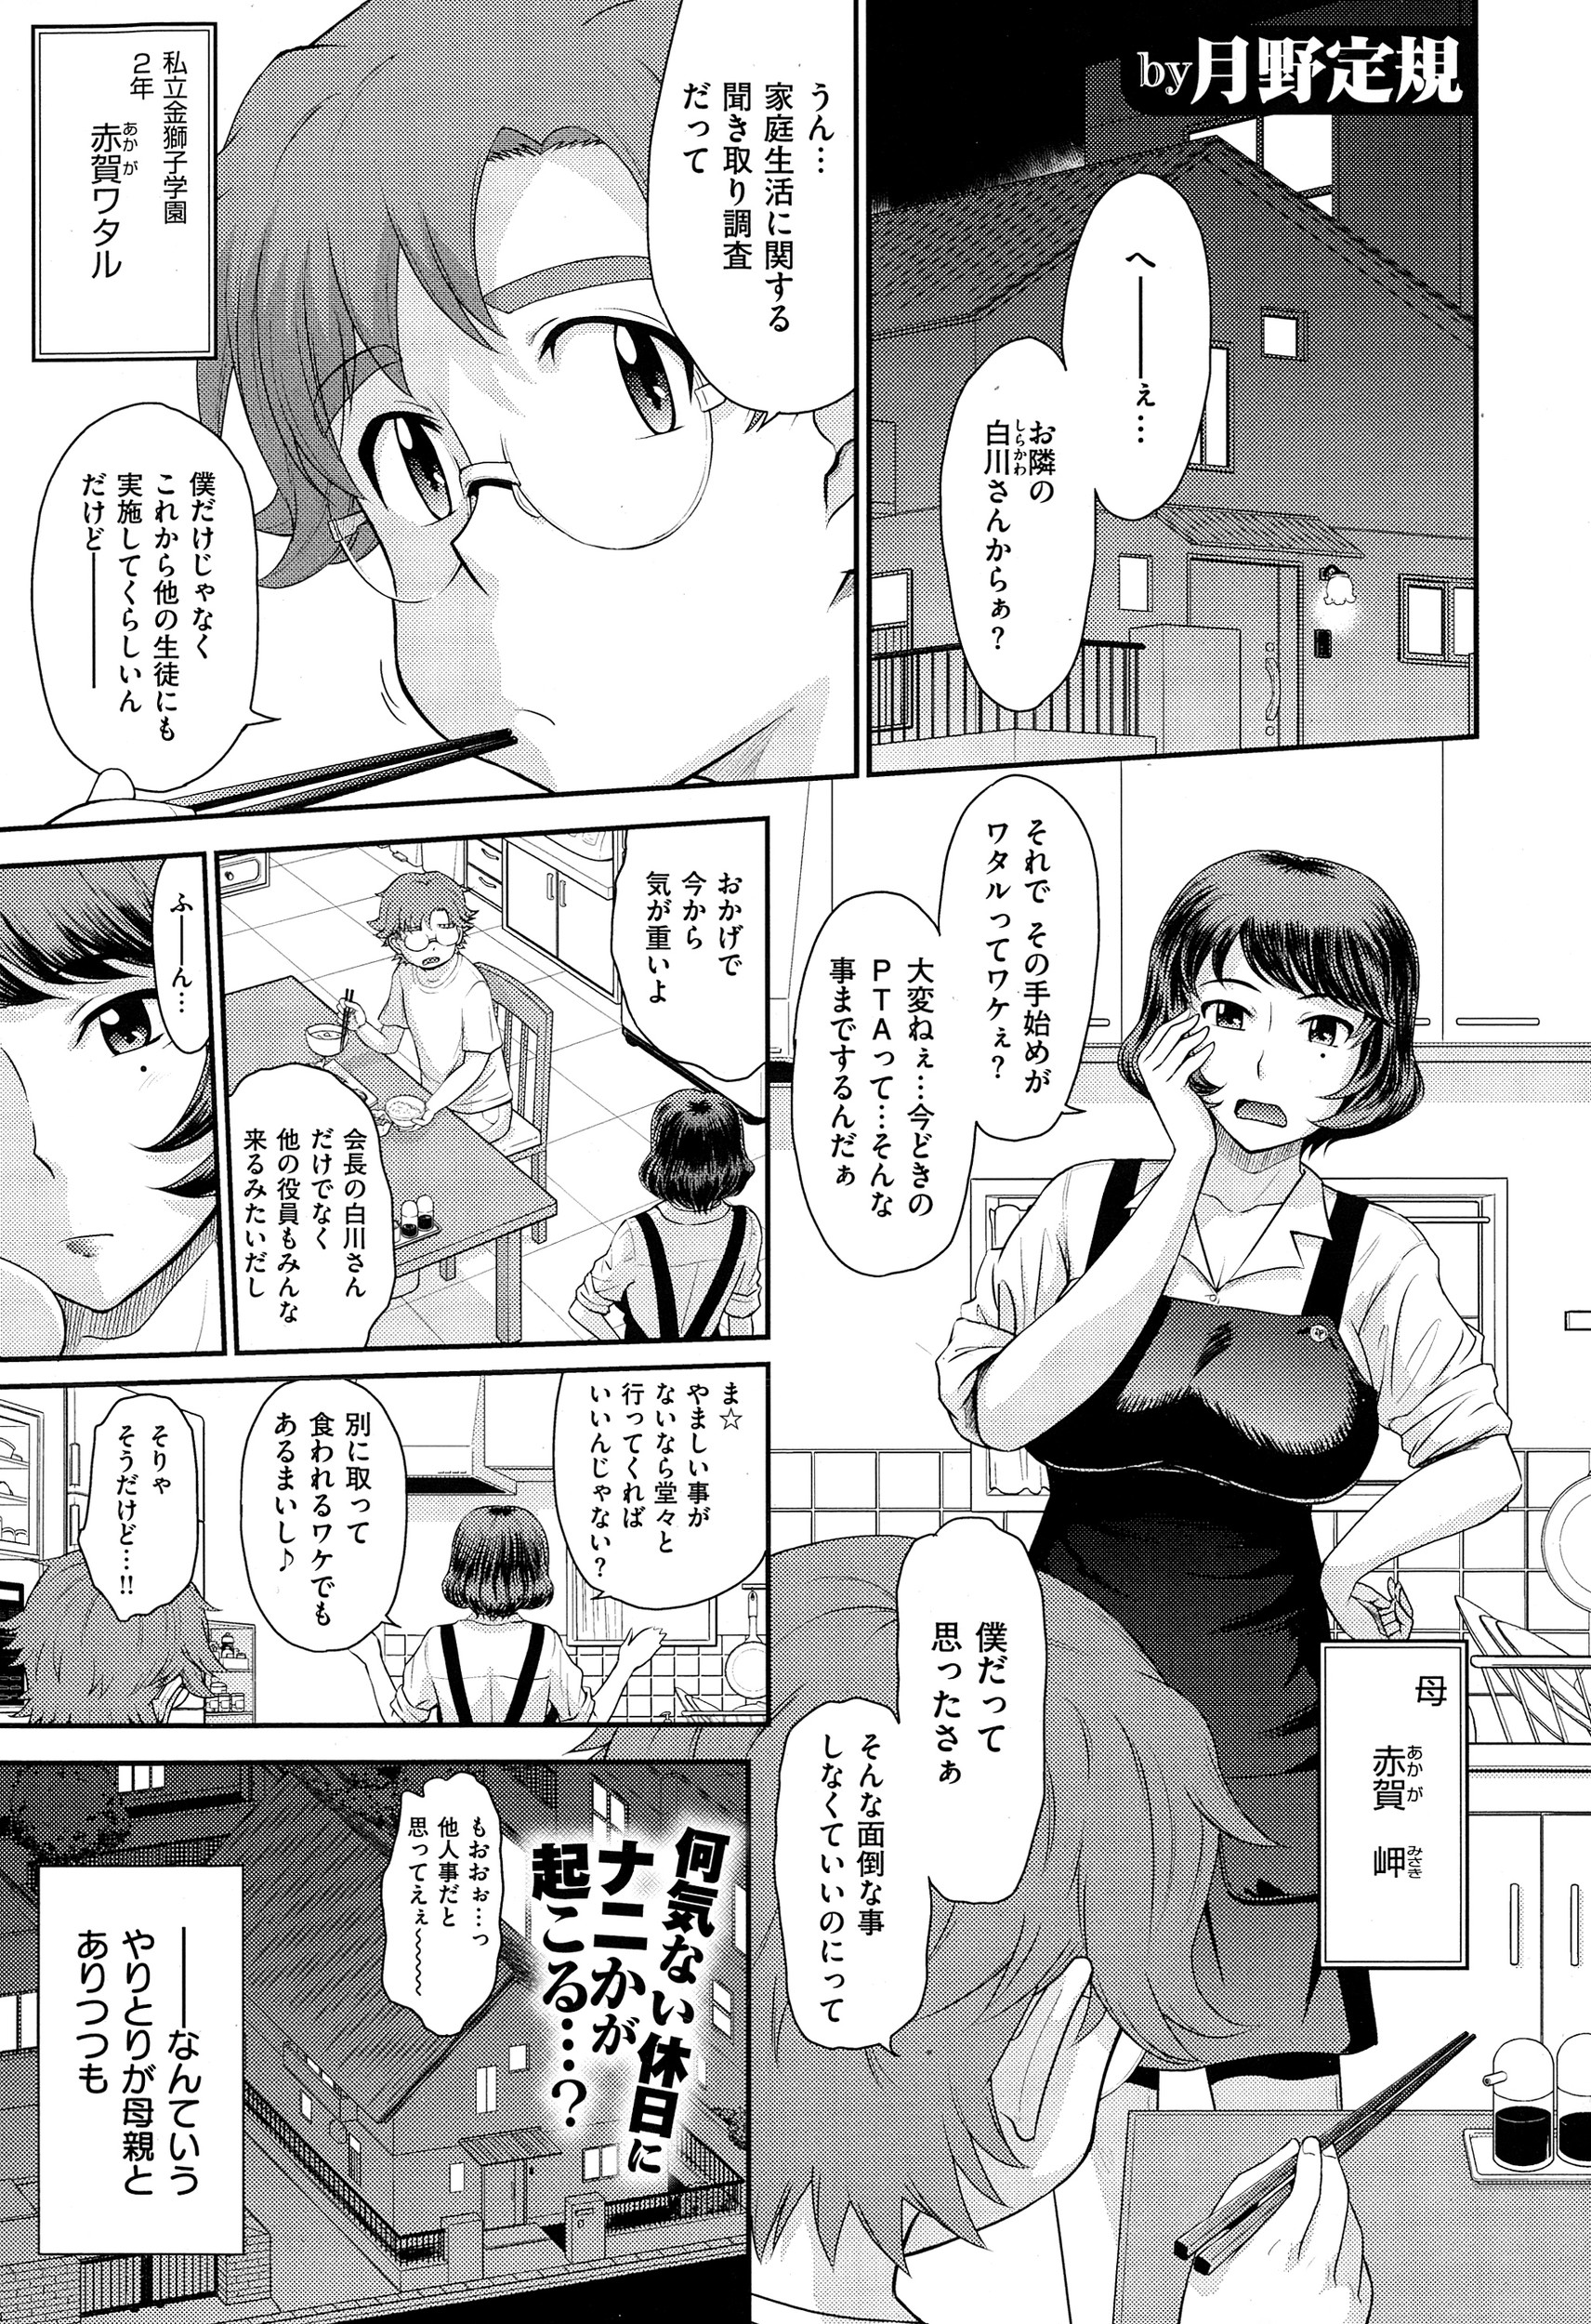 by月野定規
へ――ぇ…
お隣の
白川さんからぁ？
しらかわ
うん…
家庭生活に関する
聞き取り調査
だって
私立金獅子学園
2年
赤賀ワタル
あかが
僕だけじゃなく
これから他の生徒にも
実施してくらしいん
だけど――
それで その手始めが
ワタルってワケぇ？
大変ねぇ…今どきの
PTAって…そんな
事まですんだぁ
僕だって
思ったさぁ
そんな面倒な事
しなくていいのにって
母
赤賀 岬
あかが みさき
おかげで
今から
気が重いよ
会長の白川さん
だけでなく
他の役員もみんな
来るみたいだし
ふーん…
ま☆
やましい事が
ないなら堂々と
行ってくれば
いいんじゃない？
別に取って
食われるワケでも
あるまいし♪
そりゃ
そうだけど…!!
何気ない休日に
ナニかが
起こる…？
もおおぉ…っ
他人事だと
思ってえぇ～～～
――なんていう
やりとりが母親と
ありつつも